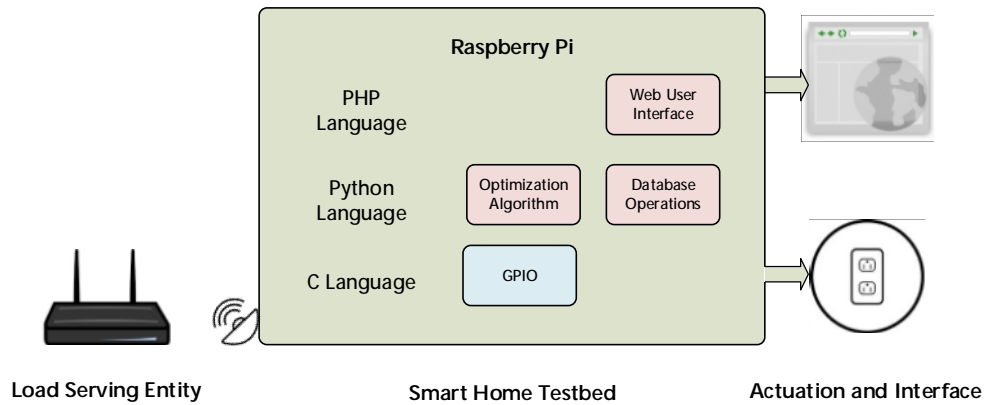 Raspberry Pi
PHP
Language
Web User
Interface
Python
Language
Optimization
Algorithm
Database
Operations
C Language
GPIO
Load Serving Entity
Smart Home Testbed
Actuation and Interface